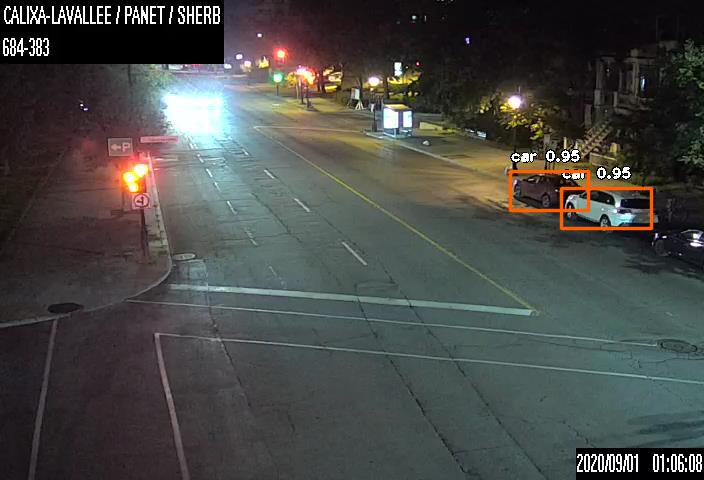 CALIXA-LAVALLEE / PANET / SHERB
684-383
car 0.95
car 0.95
←P
2020/09/01 01:06:08